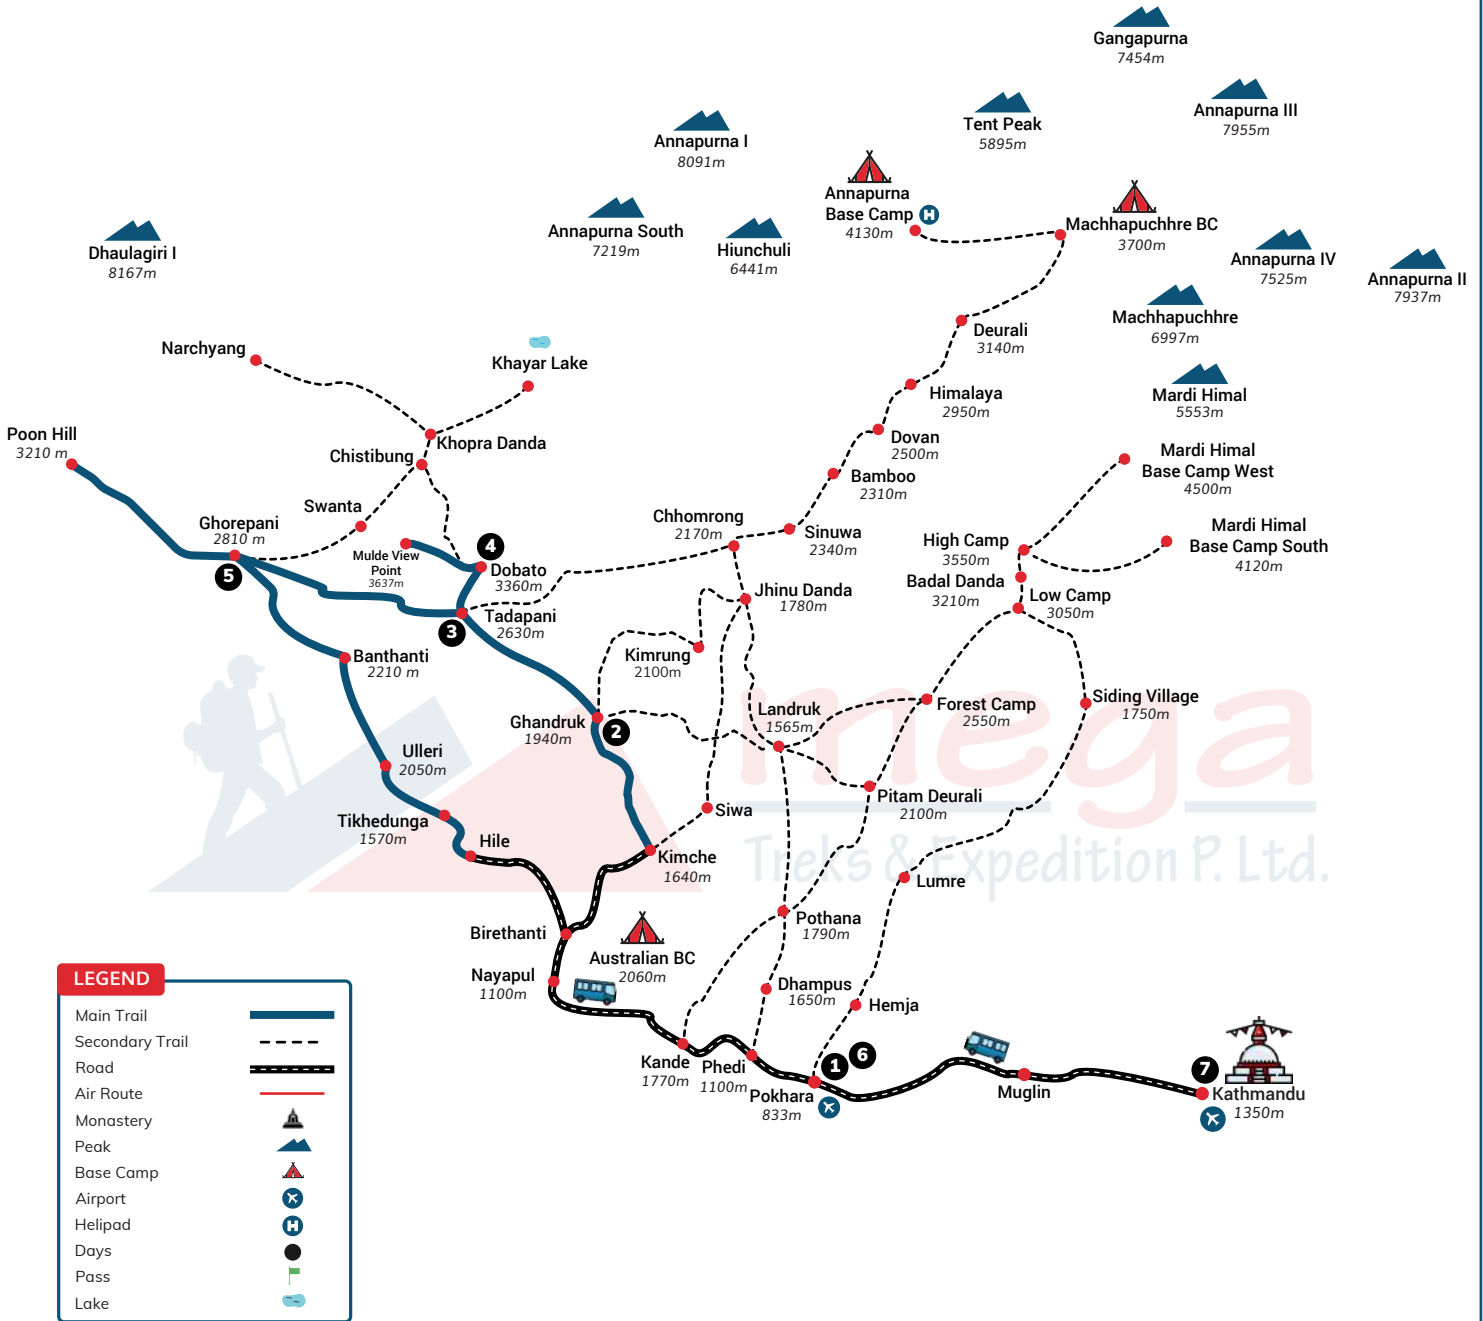 Gangapurna
7454m
Annapurna III
7955m
Tent Peak
5895m
Annapurna I
8091m
Annapurna
Base Camp H
4130m
Machhapuchhre BC
3700m
Annapurna South
7219m
Hiunchuli
6441m
Dhaulagiri I
8167m
Annapurna IV
7525m
Annapurna II
7937m
Machhapuchhre
6997m
Deurali
3140m
Narchyang
Khayar Lake
Himalaya
2950m
Mardi Himal
5553m
Poon Hill
3210 m
Khopra Danda
Chistibung
Dovan
2500m
Bamboo
2310m
Mardi Himal
Base Camp West
4500m
Swanta
Ghorepani
2810 m
5
Chhomrong
2170m
Sinuwa
2340m
High Camp
3550m
Mardi Himal
Base Camp South
4120m
Mulde View
Point
3637m
4
Dobato
3360m
Badal Danda
3210m
Low Camp
3050m
Jhinu Danda
1780m
Tadapani
2630m
3
Banthanti
2210 m
Kimrung
2100m
Ghandruk
1940m
2
Landruk
1565m
Forest Camp
2550m
Siding Village
1750m
mega
Treks & Expedition P. Ltd.
Ulleri
2050m
Pitam Deurali
2100m
Tikhedunga
1570m
Siwa
Hile
Kimche
1640m
Lumre
Birethanti
Pothana
1790m
Australian BC
2060m
Nayapul
1100m
Dhampus
1650m
Hemja
Kande
1770m
Phedi
1100m
1
6
Pokhara
833m
Muglin
7
Kathmandu
1350m
LEGEND
Main Trail
Secondary Trail
Road
Air Route
Monastery
Peak
Base Camp
Airport
Helipad H
Days
Pass
Lake